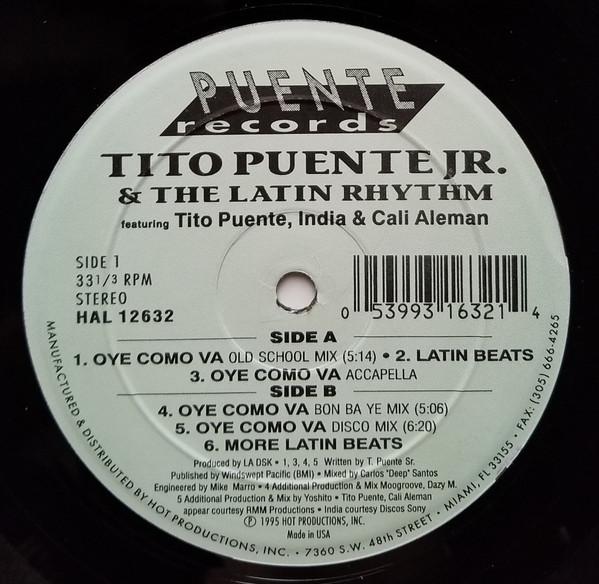 PUENTE
records
TITO PUENTE JR.
& THE LATIN RHYTHM
featuring Tito Puente, India & Cali Aleman
SIDE 1
33 1/3 RPM
STEREO
HAL 12632
0 53993 16321 4
SIDE A
1. OYE COMO VA OLD SCHOOL MIX (5:14) • 2. LATIN BEATS
3. OYE COMO VA ACCAPELLA
SIDE B
4. OYE COMO VA BON BA YE MIX (5:06)
5. OYE COMO VA DISCO MIX (6:20)
6. MORE LATIN BEATS
Produced by LA DSK • 1, 3, 4, 5 Written by T. Puente Sr.
Published by Windswept Pacific (BMI) • Mixed by Carlos "Deep" Santos
Engineered by Mike Marra • 4 Additional Production & Mix Moogroove, Dazy M.
5 Additional Production & Mix by Yoshito • Tito Puente, Cali Aleman
appear courtesy RMM Productions • India courtesy Discos Sony
Ⓟ © 1995 HOT PRODUCTIONS, INC.
Made in USA
MANUFACTURED & DISTRIBUTED BY HOT PRODUCTIONS, INC. • 7360 S.W. 48th STREET • MIAMI, FL 33155 • FAX: (305) 666-4265